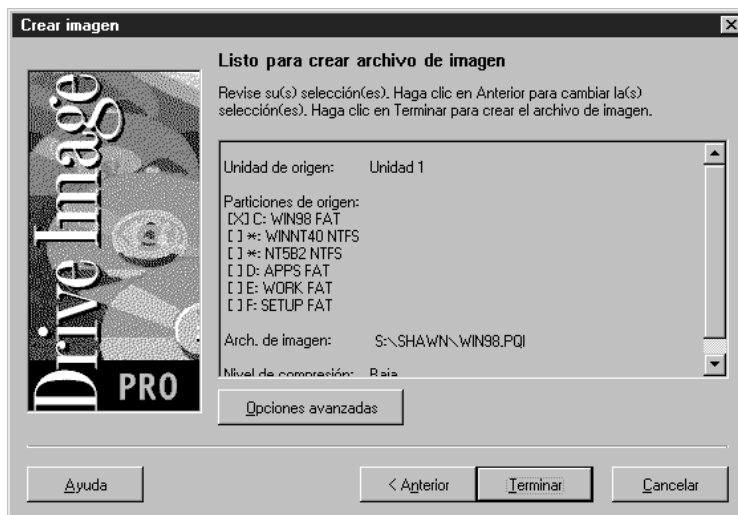 Crear imagen
Drive Image
PRO
Listo para crear archivo de imagen
Revise su(s) selección(es). Haga clic en Anterior para cambiar la(s)
selección(es). Haga clic en Terminar para crear el archivo de imagen.
Unidad de origen: Unidad 1
Particiones de origen:
[X] C: WIN98 FAT
[ ] *: WINNT40 NTFS
[ ] *: NT5B2 NTFS
[ ] D: APPS FAT
[ ] E: WORK FAT
[ ] F: SETUP FAT
Arch. de imagen: S:\SHAWN\WIN98.PQI
Nivel de compresión: Baja
Opciones avanzadas
Ayuda
< Anterior
Terminar
Cancelar